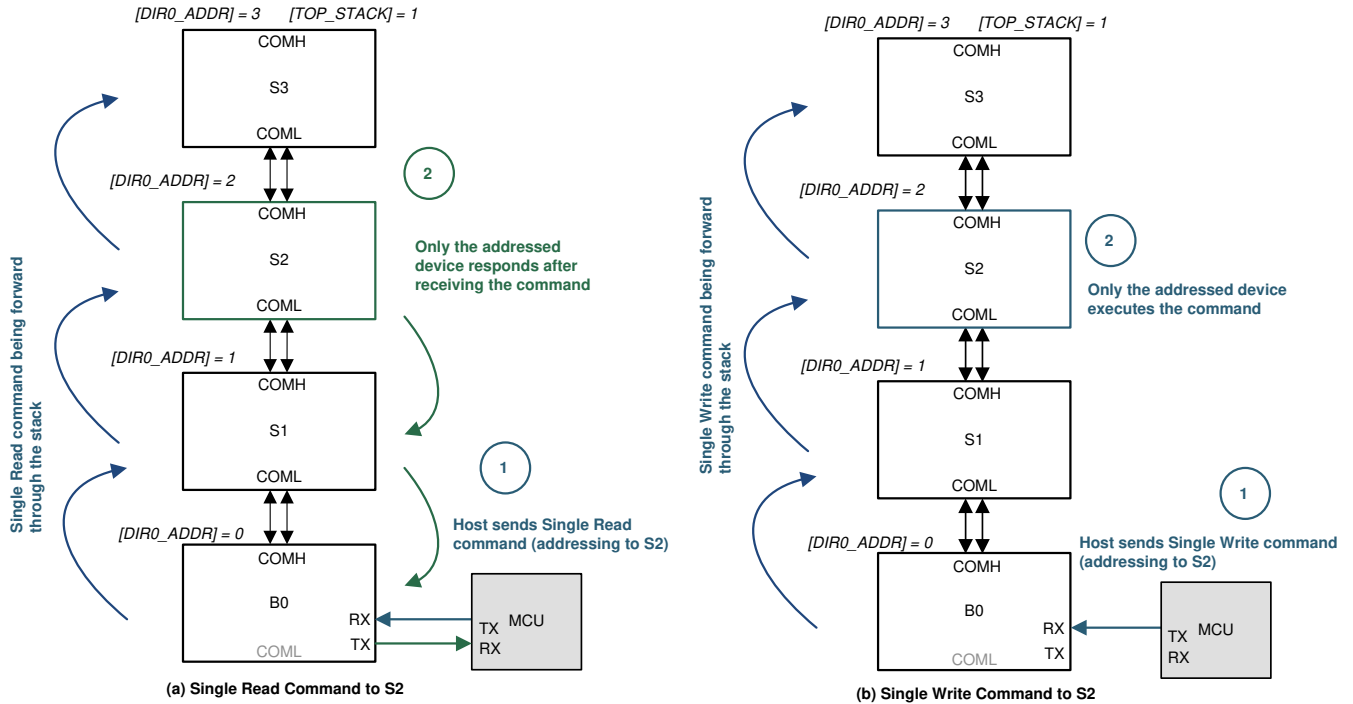 [DIR0_ADDR] = 3 [TOP_STACK] = 1
COMH
S3
COML
[DIR0_ADDR] = 2
2
COMH
S2
COML
Only the addressed
device responds after
receiving the command
[DIR0_ADDR] = 1
COMH
S1
COML
1
Host sends Single Read
command (addressing to S2)
[DIR0_ADDR] = 0
COMH
B0
RX
TX
COML
TX
RX
MCU
Single Read command being forward
through the stack
(a) Single Read Command to S2
[DIR0_ADDR] = 3 [TOP_STACK] = 1
COMH
S3
COML
[DIR0_ADDR] = 2
COMH
S2
COML
2
Only the addressed device
executes the command
[DIR0_ADDR] = 1
COMH
S1
COML
1
Host sends Single Write command
(addressing to S2)
[DIR0_ADDR] = 0
COMH
B0
RX
TX
COML
TX
RX
MCU
Single Write command being forward
through the stack
(b) Single Write Command to S2